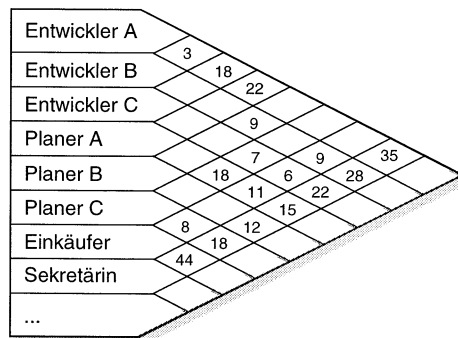 Entwickler A
3
Entwickler B
18
22
Entwickler C
9
Planer A
7
9
35
Planer B
18
6
28
11
22
Planer C
15
8
12
Einkäufer
18
44
Sekretärin
...